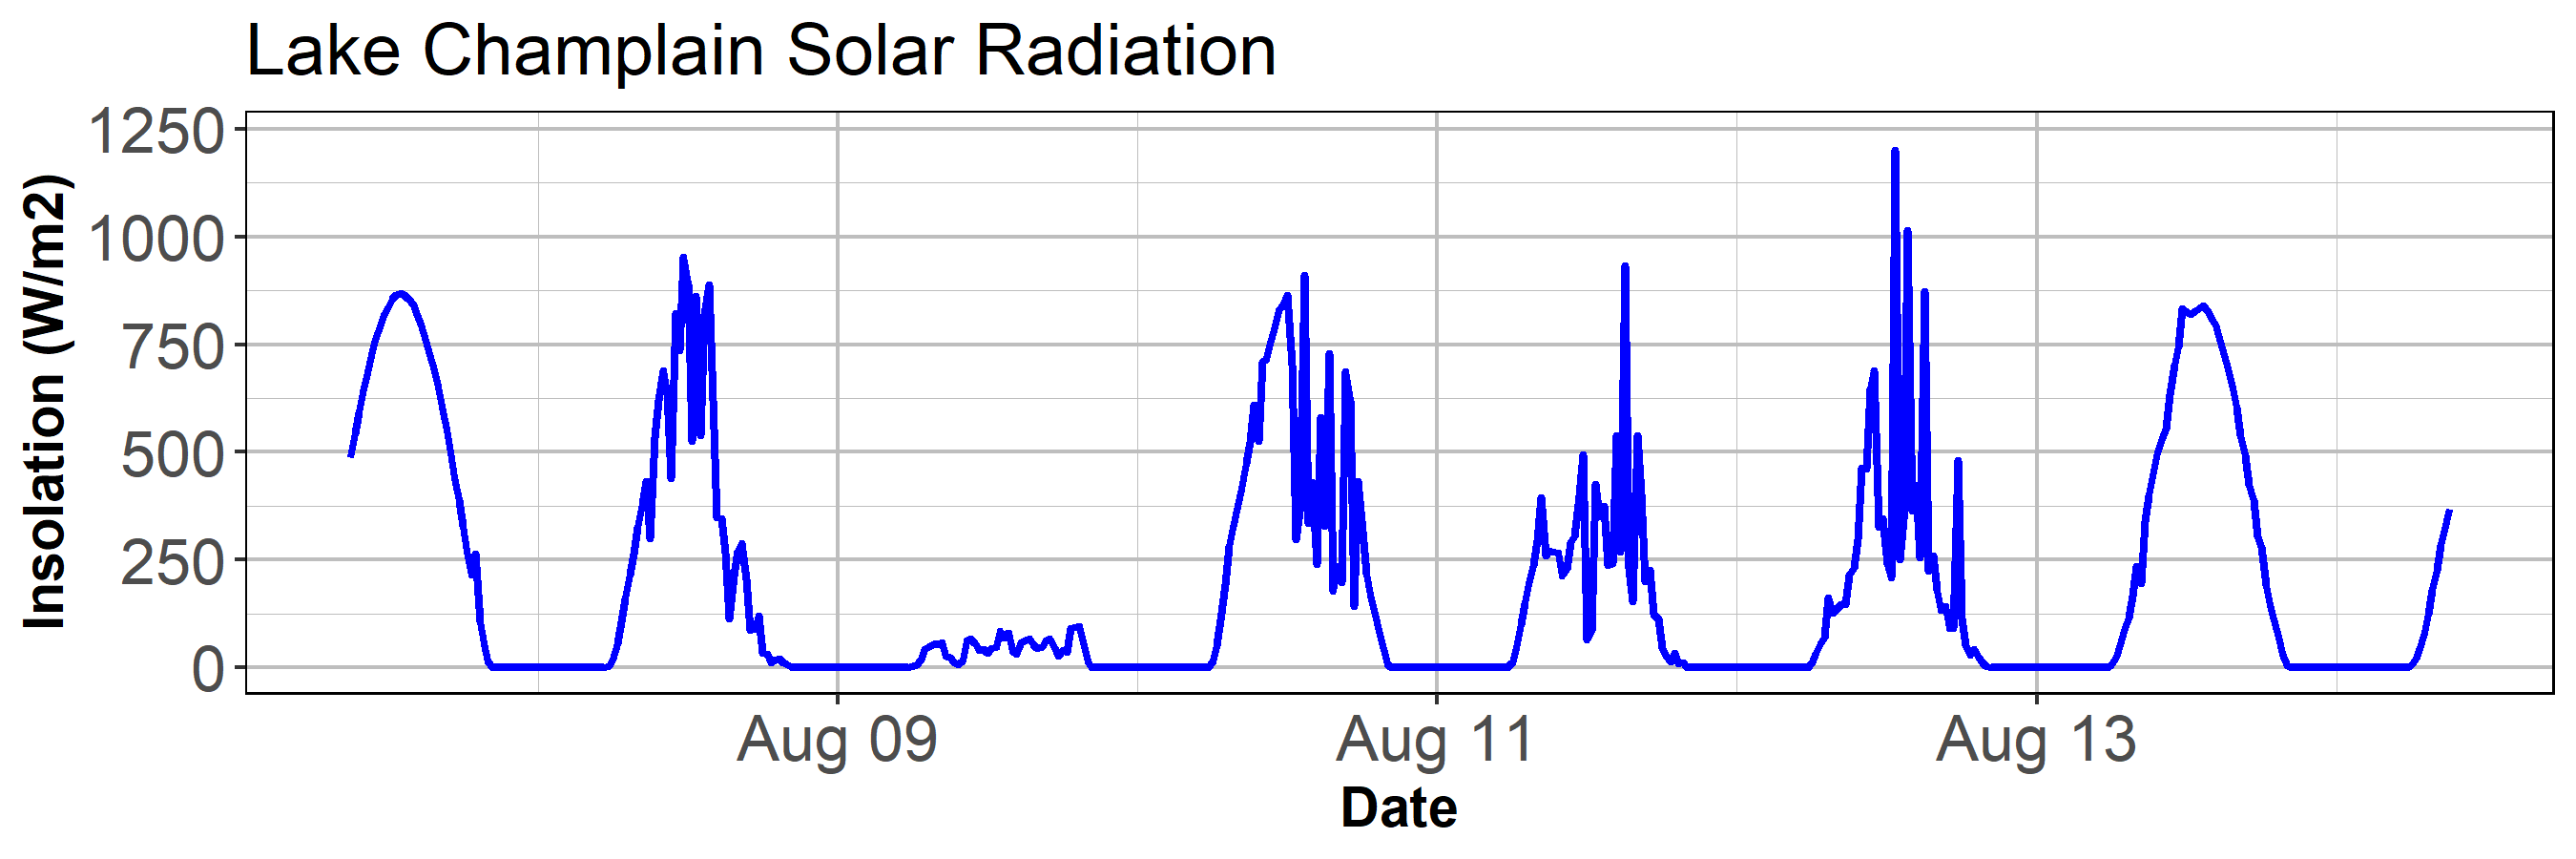 Lake Champlain Solar Radiation
Insolation (W/m2)
1250
1000
750
500
250
0
Aug 09
Aug 11
Aug 13
Date